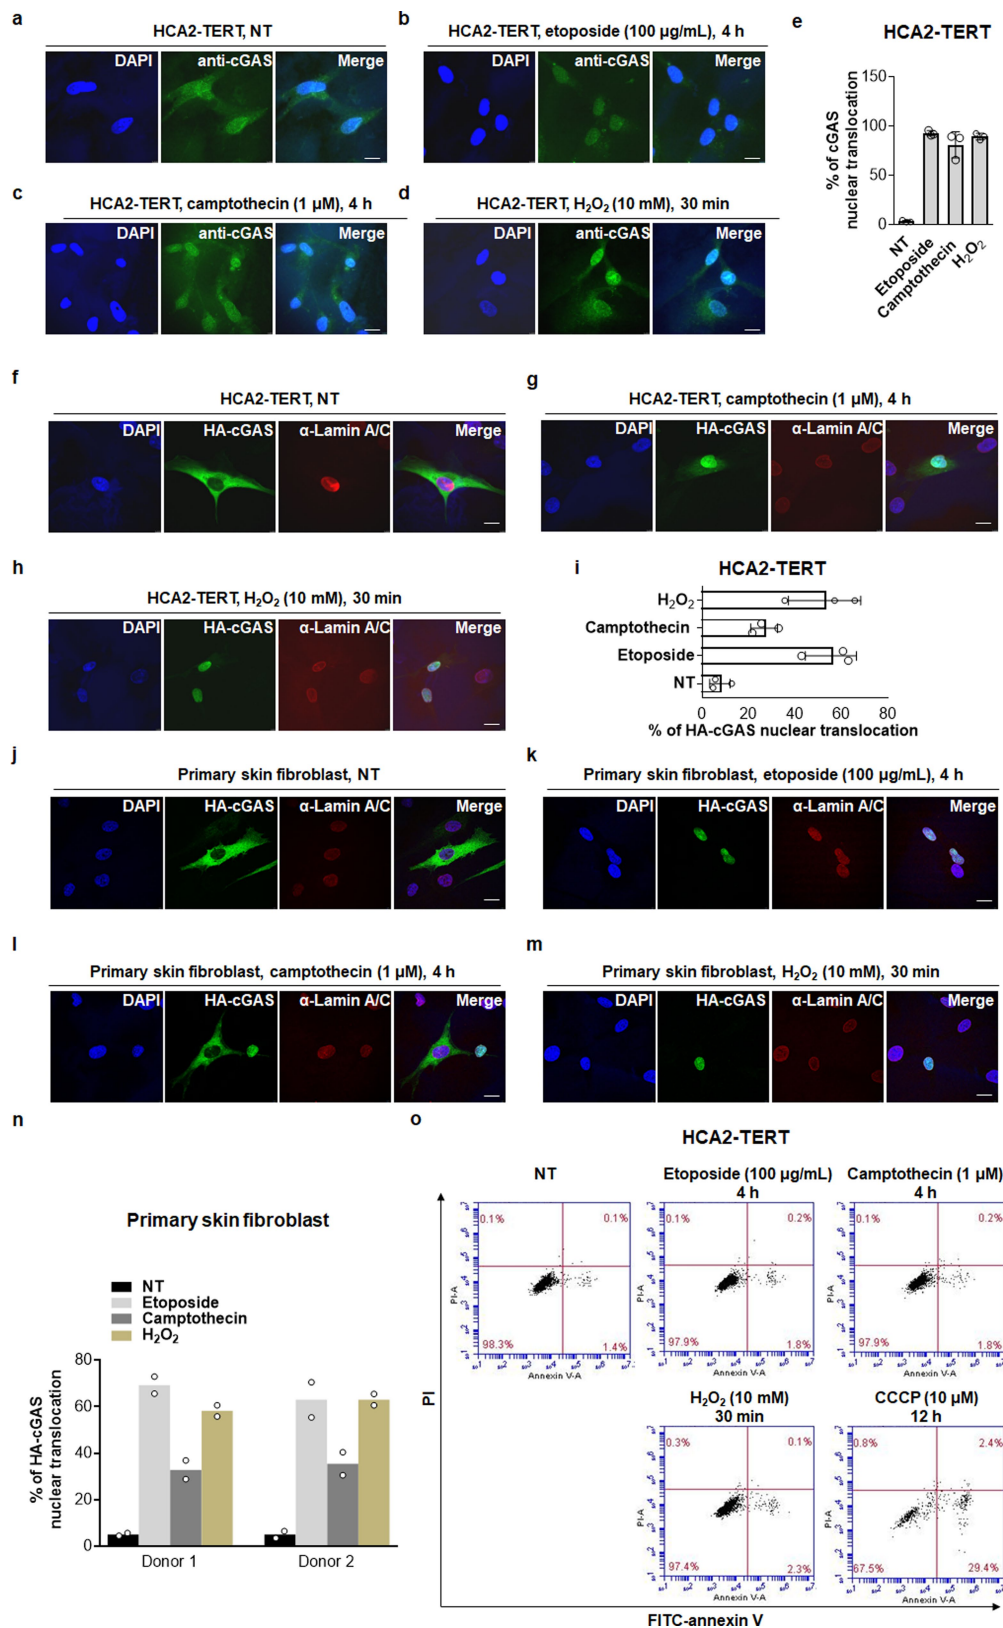 a
HCA2-TERT, NT
DAPI anti-cGAS Merge
b
HCA2-TERT, etoposide (100 µg/mL), 4 h
DAPI anti-cGAS Merge
c
HCA2-TERT, camptothecin (1 µM), 4 h
DAPI anti-cGAS Merge
d
HCA2-TERT, H₂O₂ (10 mM), 30 min
DAPI anti-cGAS Merge
e
HCA2-TERT
% of cGAS
nuclear translocation
150
100
50
0
NT
Etoposide
Camptothecin
H₂O₂
f
HCA2-TERT, NT
DAPI HA-cGAS α-Lamin A/C Merge
g
HCA2-TERT, camptothecin (1 µM), 4 h
DAPI HA-cGAS α-Lamin A/C Merge
h
HCA2-TERT, H₂O₂ (10 mM), 30 min
DAPI HA-cGAS α-Lamin A/C Merge
i
HCA2-TERT
H₂O₂
Camptothecin
Etoposide
NT
0 20 40 60 80
% of HA-cGAS nuclear translocation
j
Primary skin fibroblast, NT
DAPI HA-cGAS α-Lamin A/C Merge
k
Primary skin fibroblast, etoposide (100 µg/mL), 4 h
DAPI HA-cGAS α-Lamin A/C Merge
l
Primary skin fibroblast, camptothecin (1 µM), 4 h
DAPI HA-cGAS α-Lamin A/C Merge
m
Primary skin fibroblast, H₂O₂ (10 mM), 30 min
DAPI HA-cGAS α-Lamin A/C Merge
n
Primary skin fibroblast
NT
Etoposide
Camptothecin
H₂O₂
% of HA-cGAS
nuclear translocation
80
60
40
20
0
Donor 1 Donor 2
o
HCA2-TERT
NT
0.1% 0.1%
98.3% 1.4%
PI-A
Annexin V-A
Etoposide (100 µg/mL)
4 h
0.1% 0.2%
97.9% 1.8%
PI-A
Annexin V-A
Camptothecin (1 µM)
4 h
0.1% 0.2%
97.9% 1.8%
PI-A
Annexin V-A
H₂O₂ (10 mM)
30 min
0.3% 0.1%
97.4% 2.3%
PI-A
Annexin V-A
CCCP (10 µM)
12 h
0.8% 2.4%
67.5% 29.4%
PI-A
Annexin V-A
PI
FITC-annexin V